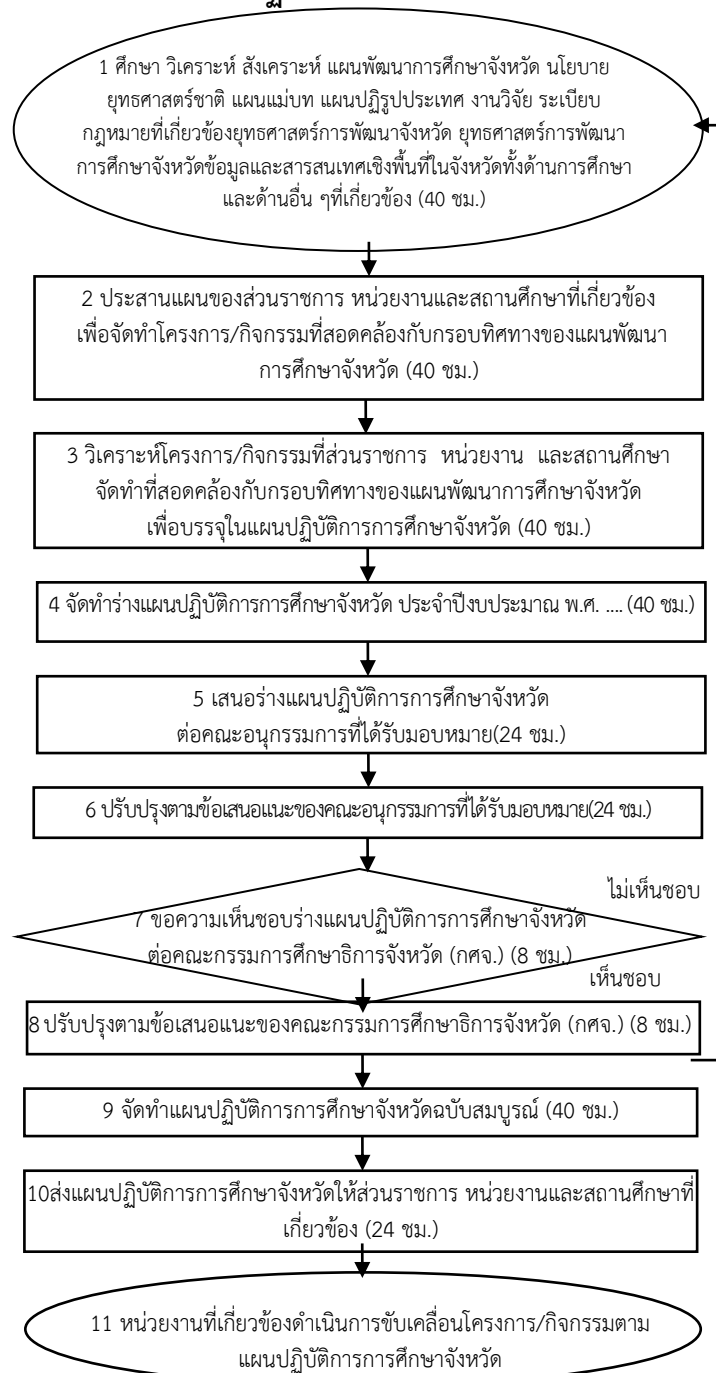 1 ศึกษา วิเคราะห์ สังเคราะห์ แผนพัฒนาการศึกษาจังหวัด นโยบาย
ยุทธศาสตร์ชาติ แผนแม่บท แผนปฏิรูปประเทศ งานวิจัย ระเบียบ
กฎหมายที่เกี่ยวข้องยุทธศาสตร์การพัฒนาจังหวัด ยุทธศาสตร์การพัฒนา
การศึกษาจังหวัดข้อมูลและสารสนเทศเชิงพื้นที่ในจังหวัดทั้งด้านการศึกษา
และด้านอื่น ๆที่เกี่ยวข้อง (40 ชม.)
2 ประสานแผนของส่วนราชการ หน่วยงานและสถานศึกษาที่เกี่ยวข้อง
เพื่อจัดทำโครงการ/กิจกรรมที่สอดคล้องกับกรอบทิศทางของแผนพัฒนา
การศึกษาจังหวัด (40 ชม.)
3 วิเคราะห์โครงการ/กิจกรรมที่ส่วนราชการ หน่วยงาน และสถานศึกษา
จัดทำที่สอดคล้องกับกรอบทิศทางของแผนพัฒนาการศึกษาจังหวัด
เพื่อบรรจุในแผนปฏิบัติการการศึกษาจังหวัด (40 ชม.)
4 จัดทำร่างแผนปฏิบัติการการศึกษาจังหวัด ประจำปีงบประมาณ พ.ศ. .... (40 ชม.)
5 เสนอร่างแผนปฏิบัติการการศึกษาจังหวัด
ต่อคณะอนุกรรมการที่ได้รับมอบหมาย(24 ชม.)
6 ปรับปรุงตามข้อเสนอแนะของคณะอนุกรรมการที่ได้รับมอบหมาย(24 ชม.)
ไม่เห็นชอบ
7 ขอความเห็นชอบร่างแผนปฏิบัติการการศึกษาจังหวัด
ต่อคณะกรรมการศึกษาธิการจังหวัด (กศจ.) (8 ชม.)
เห็นชอบ
8 ปรับปรุงตามข้อเสนอแนะของคณะกรรมการศึกษาธิการจังหวัด (กศจ.) (8 ชม.)
9 จัดทำแผนปฏิบัติการการศึกษาจังหวัดฉบับสมบูรณ์ (40 ชม.)
10ส่งแผนปฏิบัติการการศึกษาจังหวัดให้ส่วนราชการ หน่วยงานและสถานศึกษาที่
เกี่ยวข้อง (24 ชม.)
11 หน่วยงานที่เกี่ยวข้องดำเนินการขับเคลื่อนโครงการ/กิจกรรมตาม
แผนปฏิบัติการการศึกษาจังหวัด